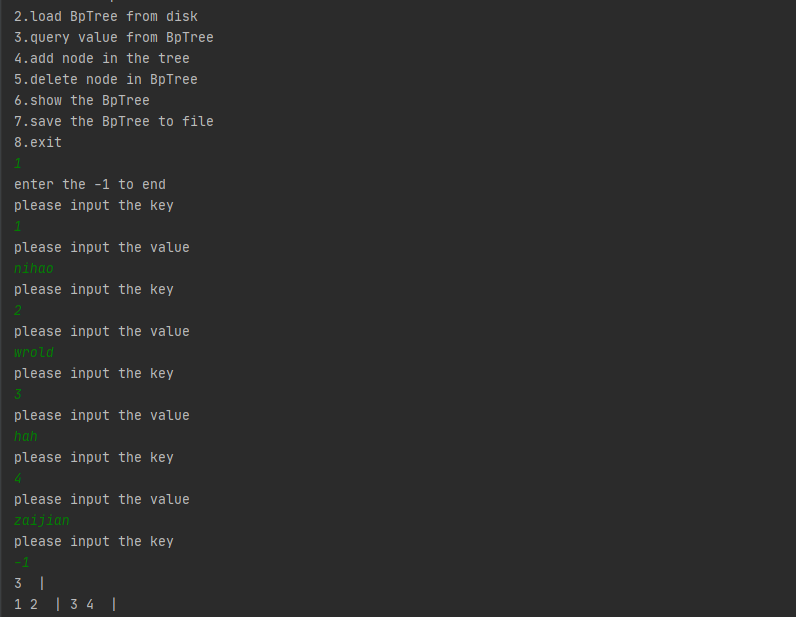 2.load BpTree from disk
3.query value from BpTree
4.add node in the tree
5.delete node in BpTree
6.show the BpTree
7.save the BpTree to file
8.exit
1
enter the -1 to end
please input the key
1
please input the value
nihao
please input the key
2
please input the value
wrold
please input the key
3
please input the value
hah
please input the key
4
please input the value
zaijian
please input the key
-1
3  |
1 2  | 3 4  |